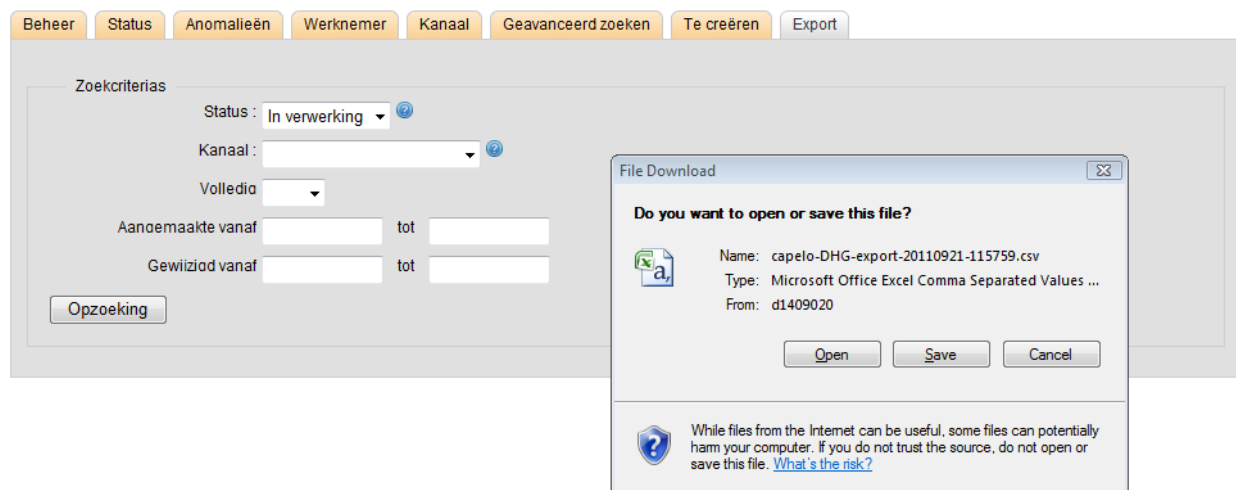 Beheer Status Anomalieën Werknemer Kanaal Geavanceerd zoeken Te creëren Export
Zoekcriterias
Status : In verwerking
Kanaal :
Volledig
Aangemaakte vanaf tot
Gewijzigd vanaf tot
Opzoeking
File Download
Do you want to open or save this file?
Name: capelo-DHG-export-20110921-115759.csv
Type: Microsoft Office Excel Comma Separated Values ...
From: d1409020
Open Save Cancel
While files from the Internet can be useful, some files can potentially
harm your computer. If you do not trust the source, do not open or
save this file. What's the risk?